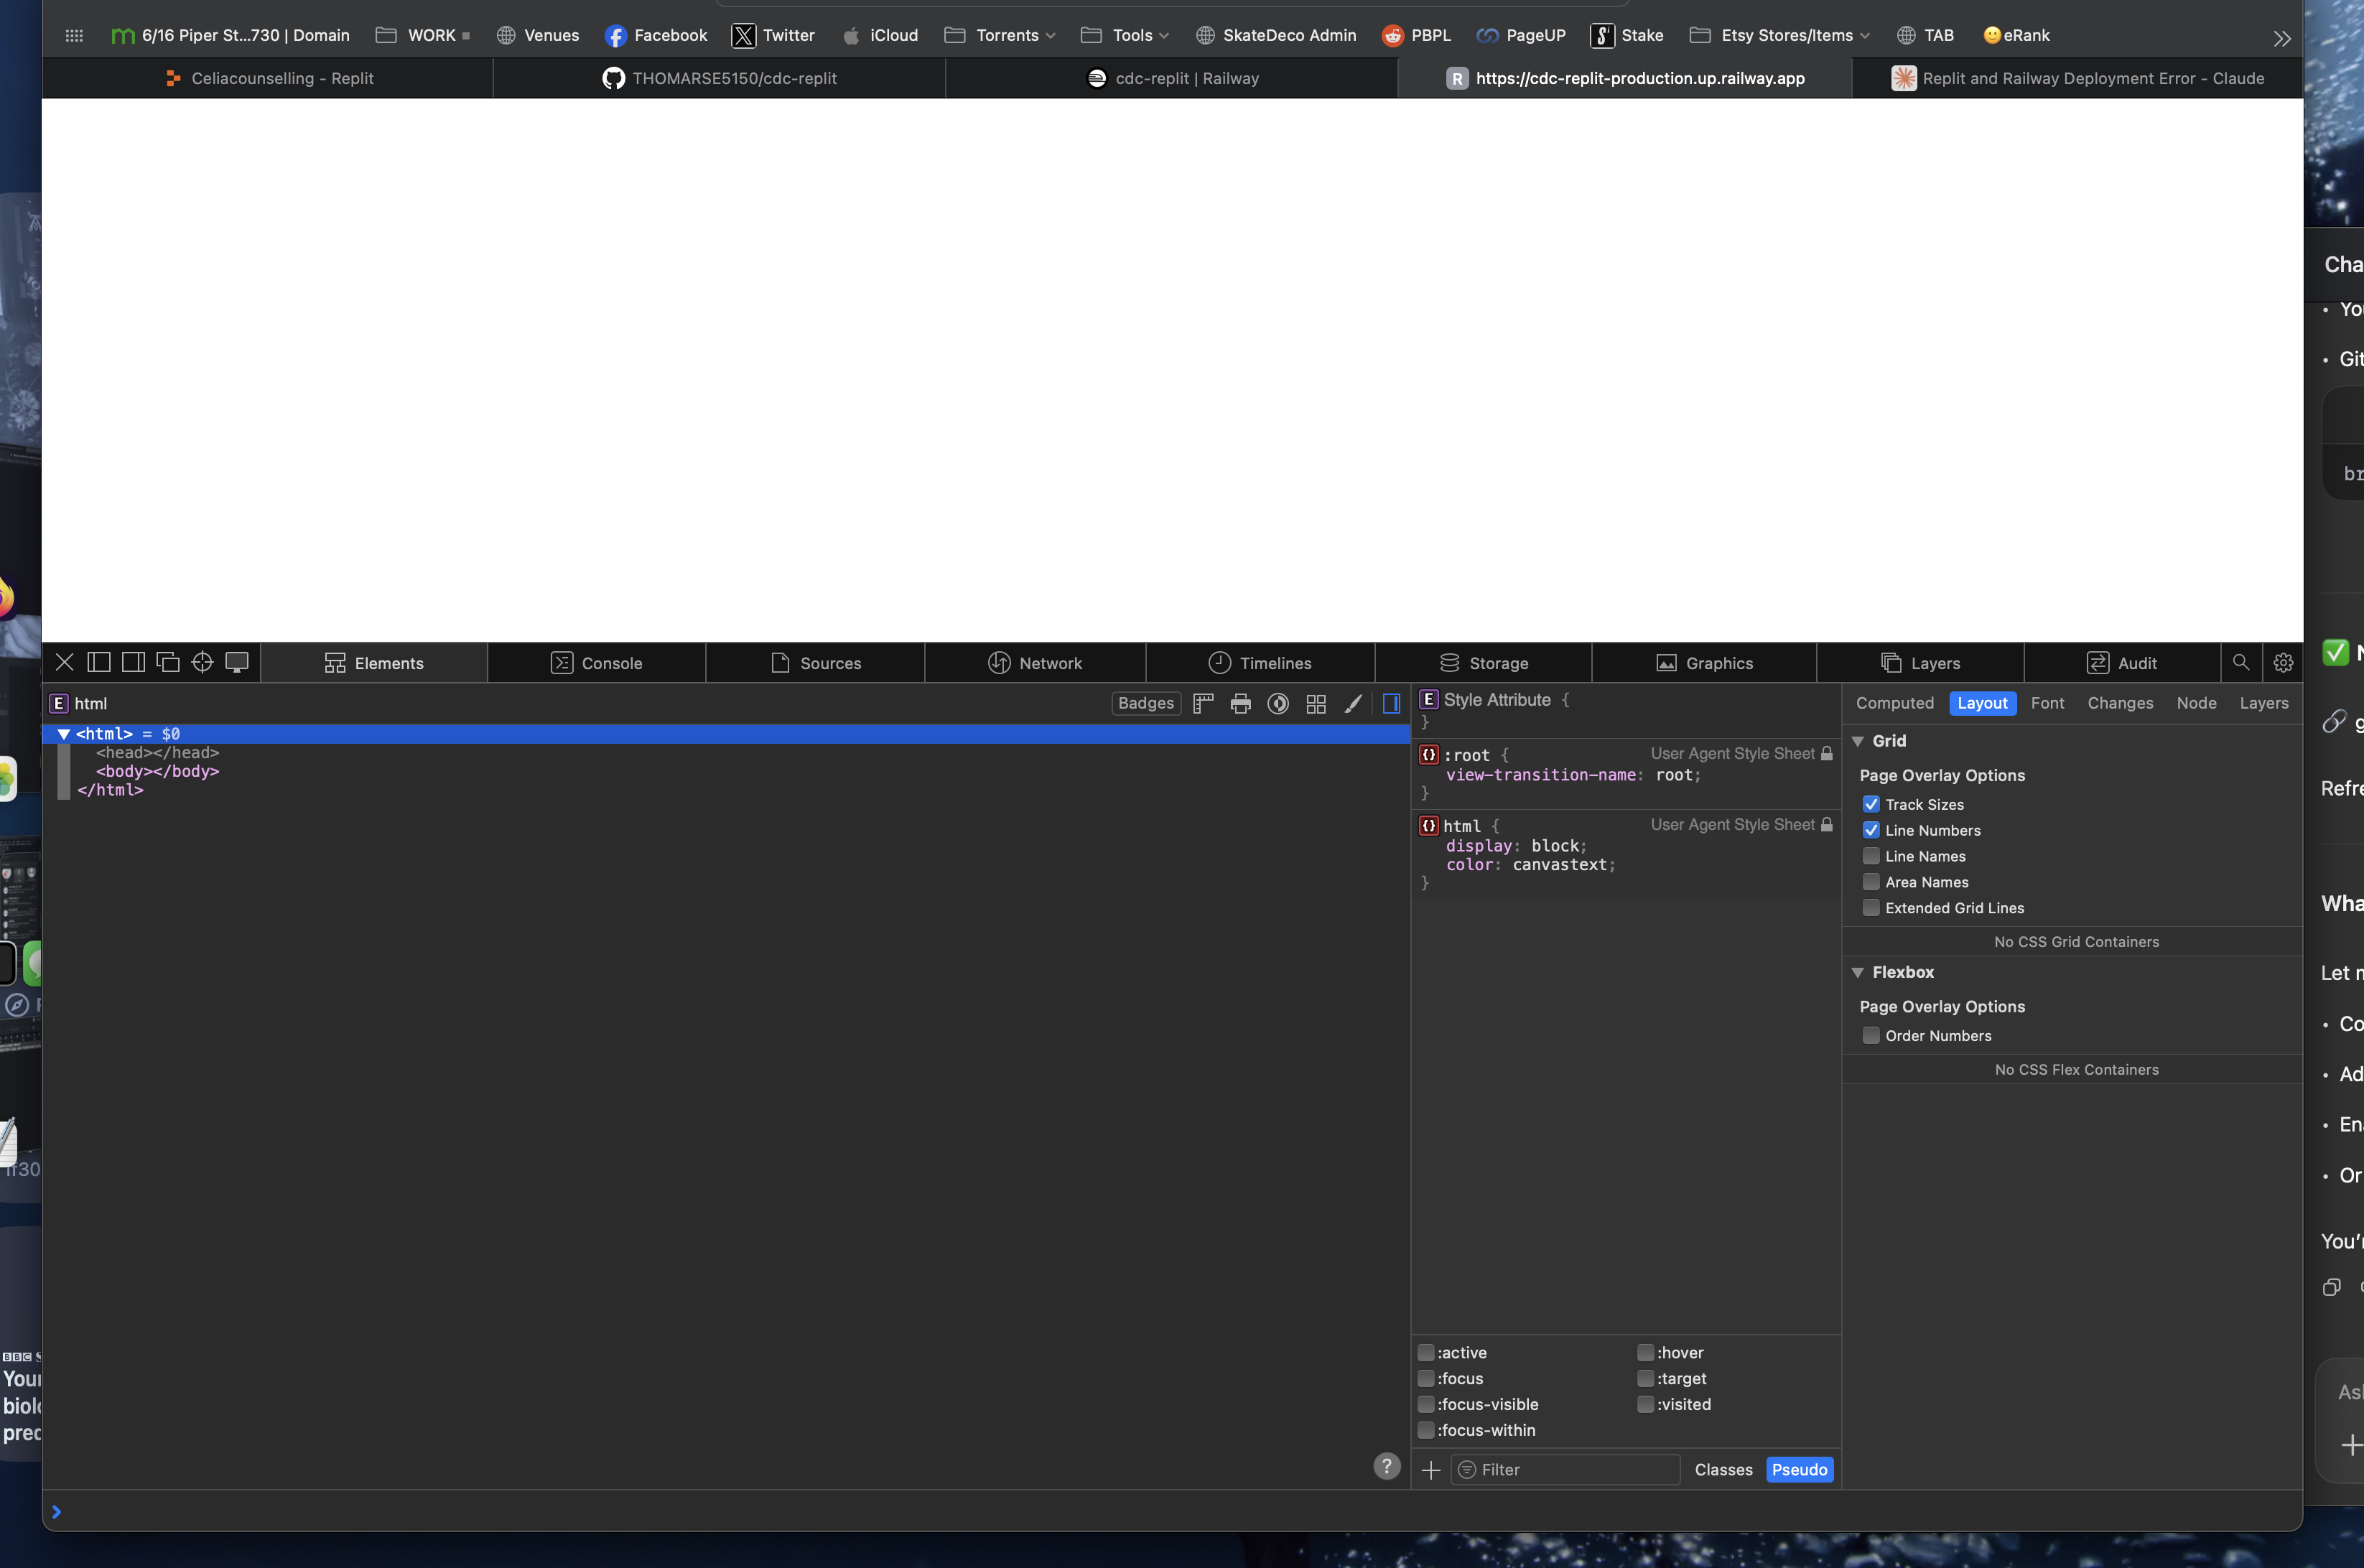 6/16 Piper St...730 | Domain
WORK
Venues
Facebook
Twitter
iCloud
Torrents
Tools
SkateDeco Admin
PBPL
PageUP
Stake
Etsy Stores/Items
TAB
eRank
Celiacounselling - Replit
THOMARSE5150/cdc-replit
cdc-replit | Railway
R https://cdc-replit-production.up.railway.app
Replit and Railway Deployment Error - Claude
Elements
Console
Sources
Network
Timelines
Storage
Graphics
Layers
Audit
E html
Badges
<html> = $0
<head></head>
<body></body>
</html>
E Style Attribute {
}
{} :root { User Agent Style Sheet
view-transition-name: root;
}
{} html { User Agent Style Sheet
display: block;
color: canvastext;
}
:active
:hover
:focus
:target
:focus-visible
:visited
:focus-within
Filter
Classes
Pseudo
Computed
Layout
Font
Changes
Node
Layers
Grid
Page Overlay Options
Track Sizes
Line Numbers
Line Names
Area Names
Extended Grid Lines
No CSS Grid Containers
Flexbox
Page Overlay Options
Order Numbers
No CSS Flex Containers
?
Cha
You
Git
br
Refre
Wha
Let
Co
Ad
En
Or
You'
As
BBC
Your
pred